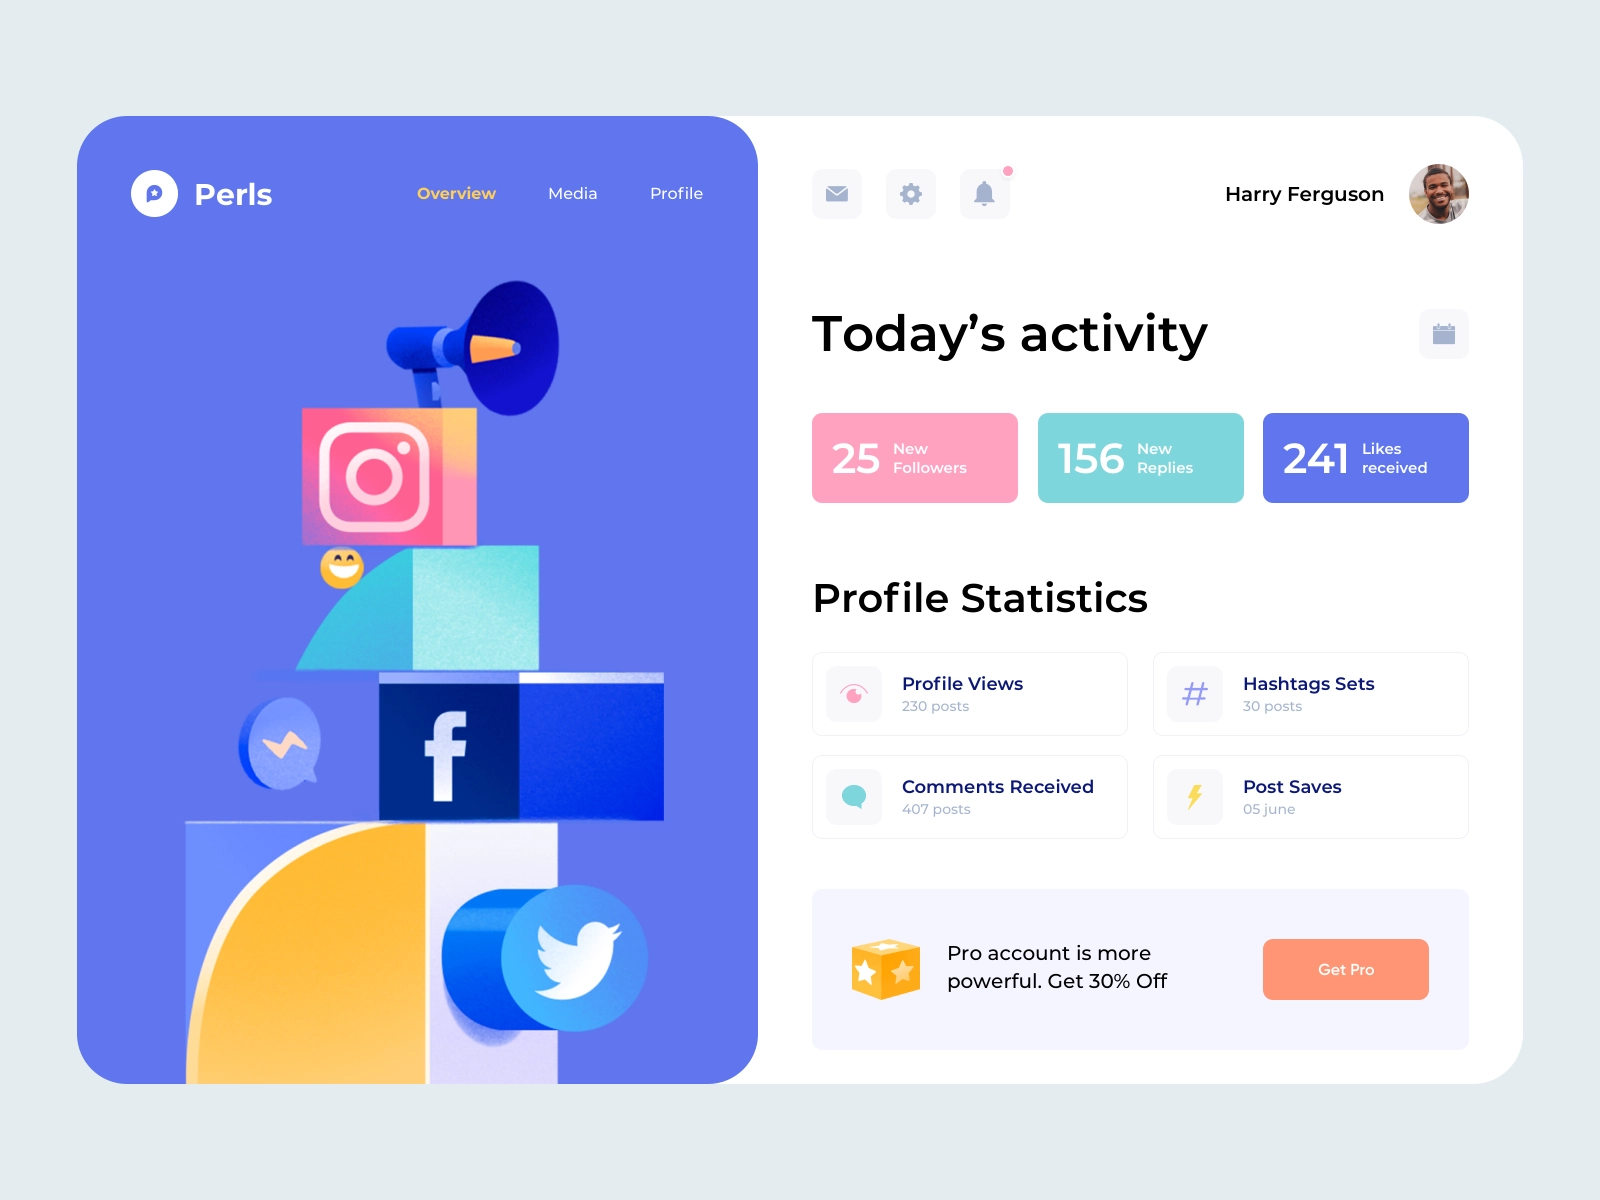 Perls
Overview
Media
Profile
Harry Ferguson
Today’s activity
25
New
Followers
156
New
Replies
241
Likes
received
Profile Statistics
Profile Views
230 posts
Hashtags Sets
30 posts
Comments Received
407 posts
Post Saves
05 june
Pro account is more
powerful. Get 30% Off
Get Pro